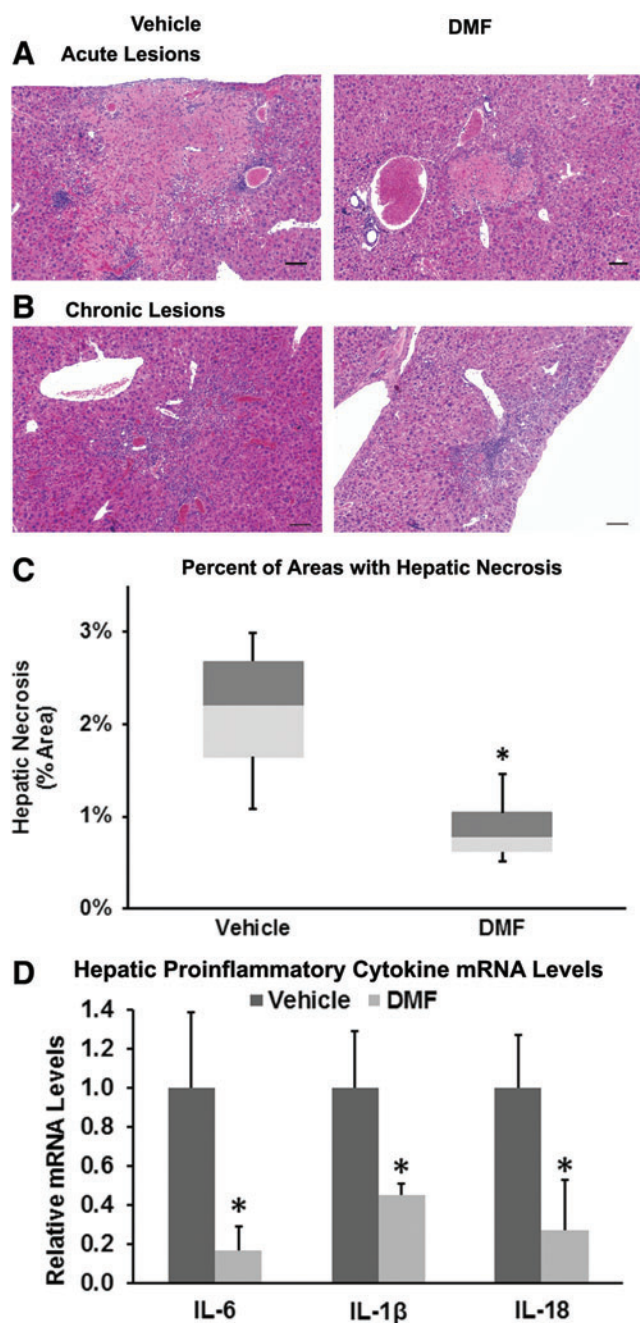 Vehicle DMF
A Acute Lesions
B Chronic Lesions
C Percent of Areas with Hepatic Necrosis
Hepatic Necrosis
(% Area)
3%
2%
1%
0%
*
Vehicle DMF
D Hepatic Proinflammatory Cytokine mRNA Levels
Vehicle DMF
Relative mRNA Levels
1.4
1.2
1.0
0.8
0.6
0.4
0.2
0.0
* * *
IL-6 IL-1β IL-18